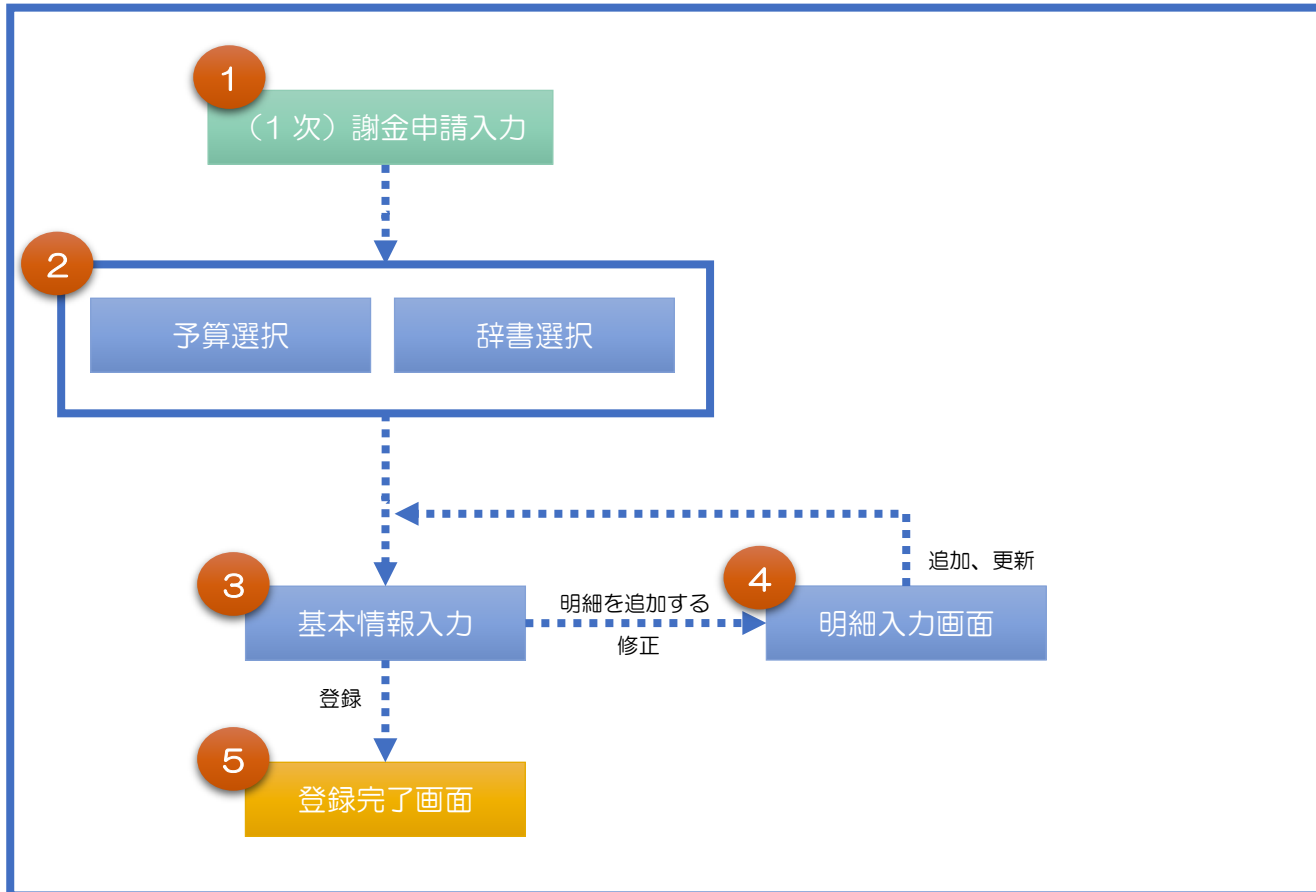 1
（1 次）謝金申請入力
2
予算選択
辞書選択
追加、更新
3
基本情報入力
明細を追加する
修正
4
明細入力画面
登録
5
登録完了画面